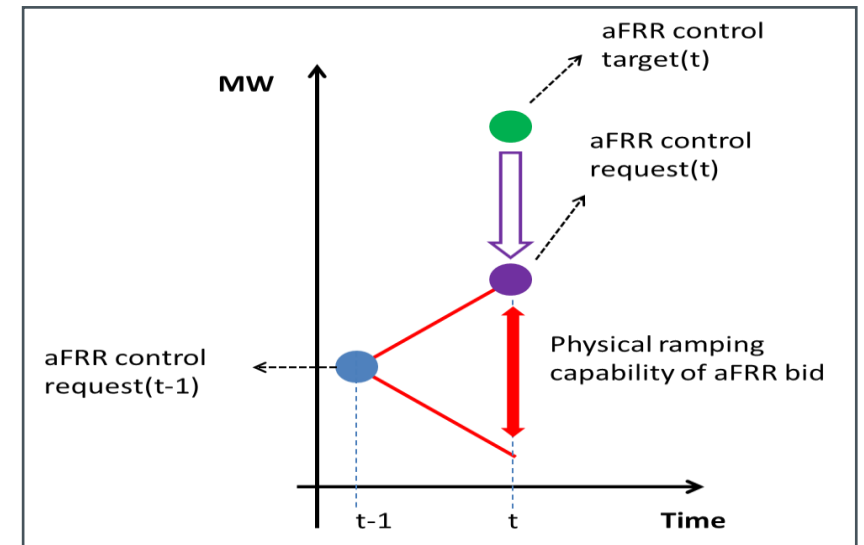 aFRR control
target(t)
MW
aFRR control
request(t)
Physical ramping
capability of aFRR bid
aFRR control
request(t-1)
t-1
t
Time